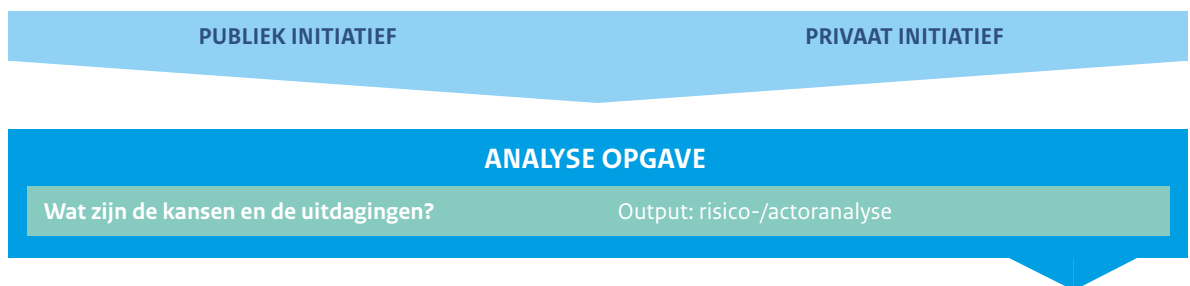 PUBLIEK INITIATIEF PRIVAAT INITIATIEF
ANALYSE OPGAVE
Wat zijn de kansen en de uitdagingen? Output: risico-/actoranalyse